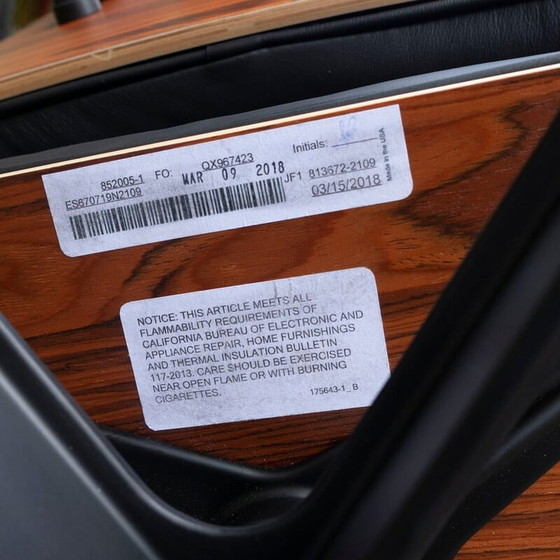 852005-1 FO: QX967423 Initials:
ES670719N2109 MAR 09 2018 JF1 813672-2109
03/15/2018
Made in the USA
NOTICE: THIS ARTICLE MEETS ALL
FLAMMABILITY REQUIREMENTS OF
CALIFORNIA BUREAU OF ELECTRONIC AND
APPLIANCE REPAIR, HOME FURNISHINGS
AND THERMAL INSULATION BULLETIN
117-2013. CARE SHOULD BE EXERCISED
NEAR OPEN FLAME OR WITH BURNING
CIGARETTES.
175643-1_B